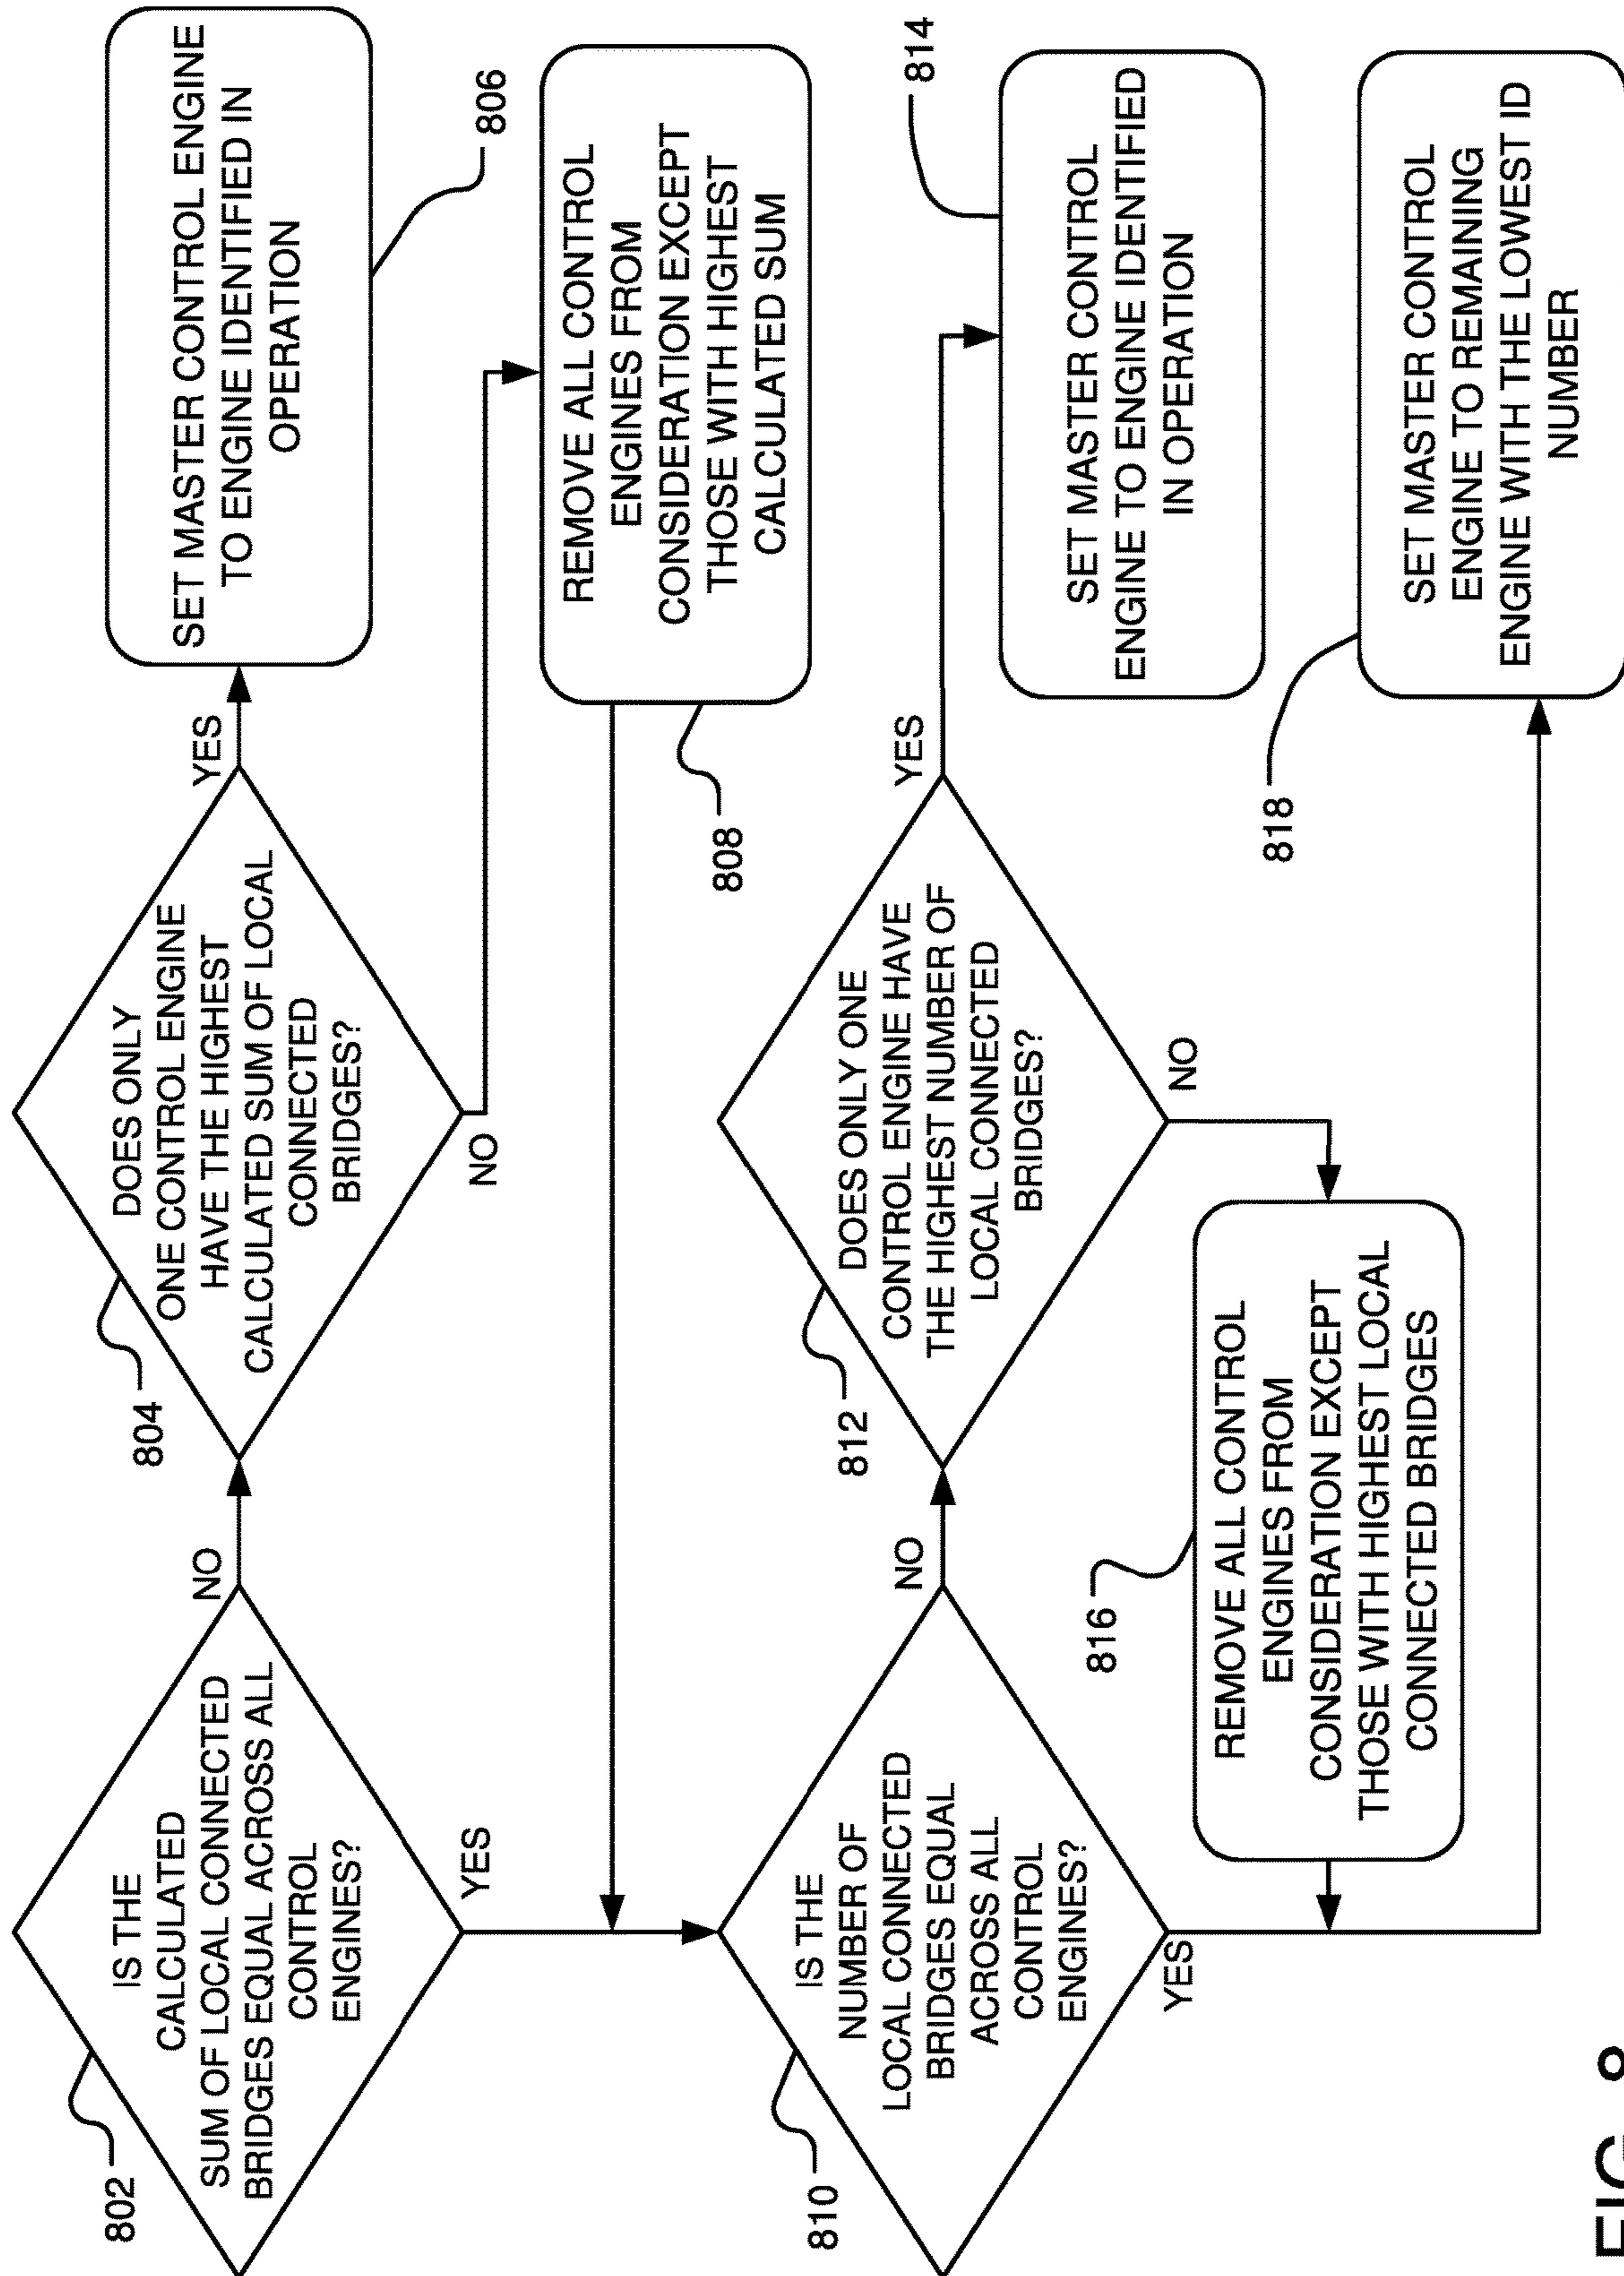 IS THE
CALCULATED
SUM OF LOCAL CONNECTED
BRIDGES EQUAL ACROSS ALL
CONTROL
ENGINES?
802
YES
NO
DOES ONLY
ONE CONTROL ENGINE
HAVE THE HIGHEST
CALCULATED SUM OF LOCAL
CONNECTED
BRIDGES?
804
NO
YES
SET MASTER CONTROL ENGINE
TO ENGINE IDENTIFIED IN
OPERATION
806
REMOVE ALL CONTROL
ENGINES FROM
CONSIDERATION EXCEPT
THOSE WITH HIGHEST
CALCULATED SUM
808
IS THE
NUMBER OF
LOCAL CONNECTED
BRIDGES EQUAL
ACROSS ALL
CONTROL
ENGINES?
810
YES
NO
DOES ONLY ONE
CONTROL ENGINE HAVE
THE HIGHEST NUMBER OF
LOCAL CONNECTED
BRIDGES?
812
NO
YES
SET MASTER CONTROL
ENGINE TO ENGINE IDENTIFIED
IN OPERATION
814
REMOVE ALL CONTROL
ENGINES FROM
CONSIDERATION EXCEPT
THOSE WITH HIGHEST LOCAL
CONNECTED BRIDGES
816
SET MASTER CONTROL
ENGINE TO REMAINING
ENGINE WITH THE LOWEST ID
NUMBER
818
FIG. 8